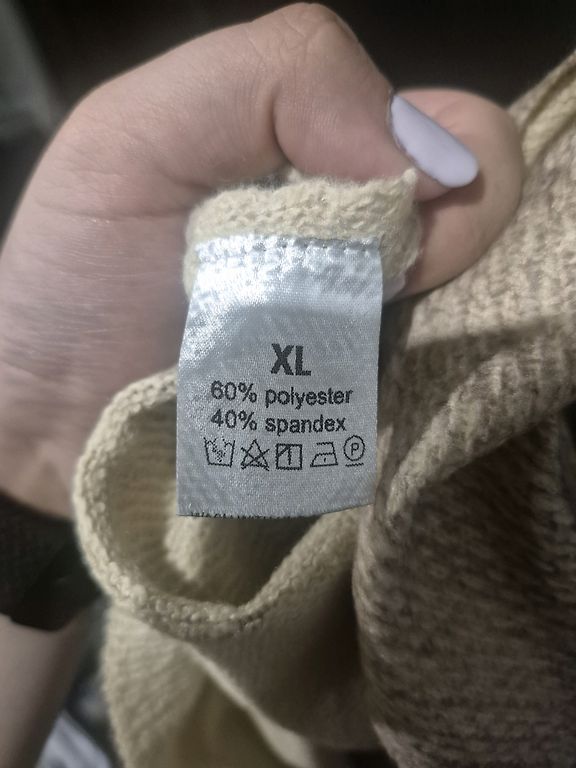 XL
60% polyester
40% spandex
P